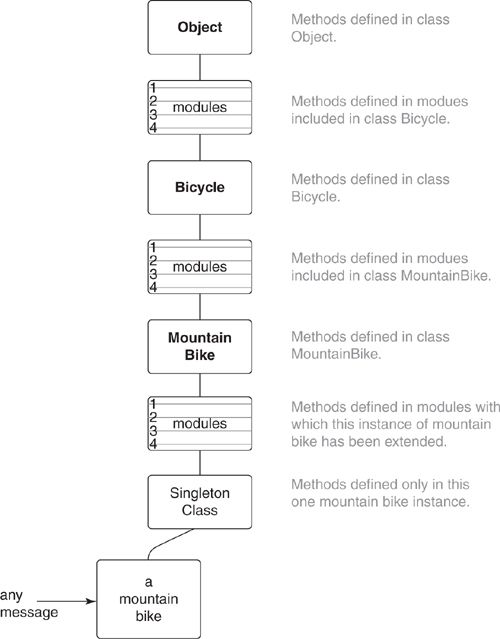 Object
Methods defined in class
Object.
1
2
3
4
modules
Methods defined in modues
included in class Bicycle.
Bicycle
Methods defined in class
Bicycle.
1
2
3
4
modules
Methods defined in modues
included in class MountainBike.
Mountain
Bike
Methods defined in class
MountainBike.
1
2
3
4
modules
Methods defined in modules with
which this instance of mountain
bike has been extended.
Singleton
Class
Methods defined only in this
one mountain bike instance.
any
message
a
mountain
bike